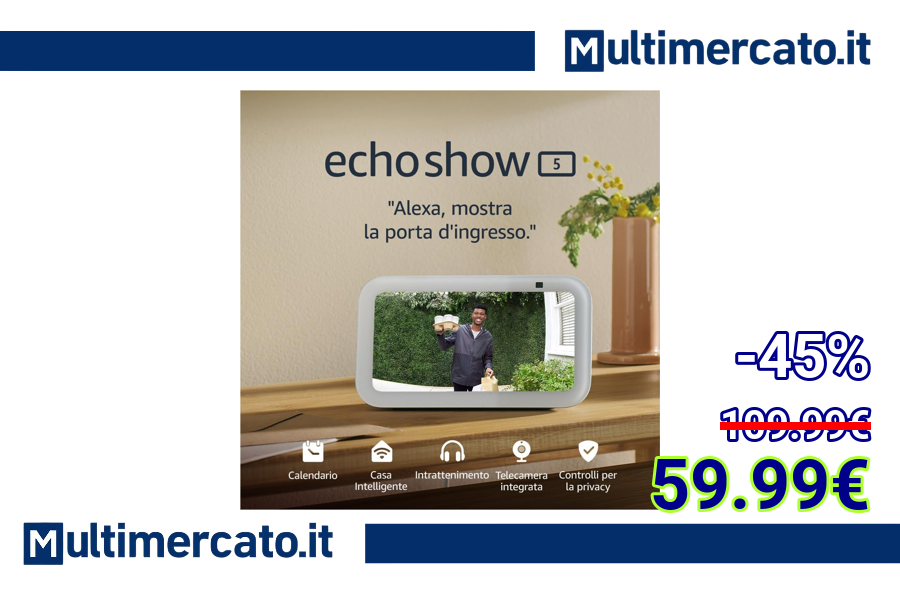 Multimercato.it
echo show 5
"Alexa, mostra
la porta d'ingresso."
-45%
109.99€
59.99€
Calendario
Casa
Intelligente
Intrattenimento
Telecamera
integrata
Controlli per
la privacy
Multimercato.it